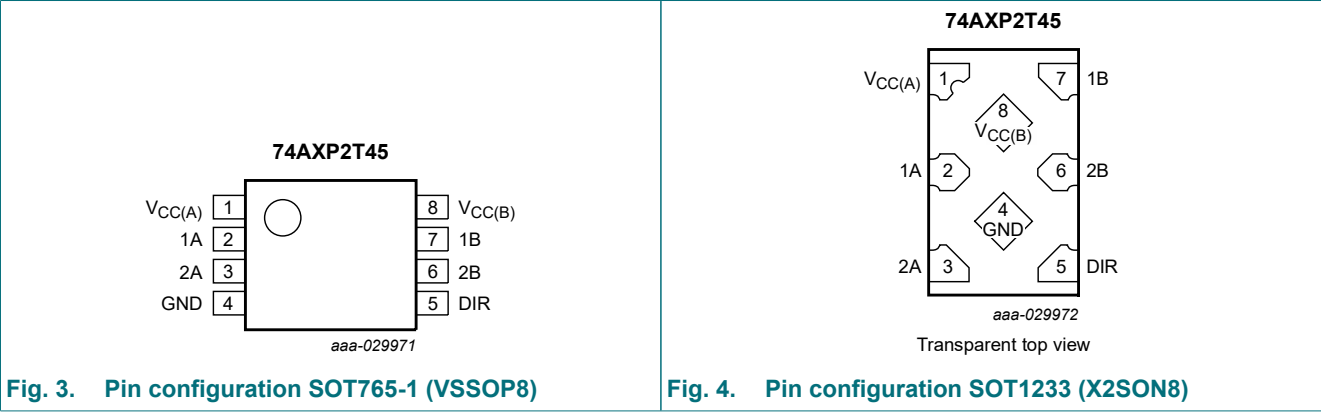 74AXP2T45
VCC(A) 1
8 VCC(B)
1A 2
7 1B
2A 3
6 2B
GND 4
5 DIR
aaa-029971
Fig. 3. Pin configuration SOT765-1 (VSSOP8)
74AXP2T45
VCC(A) 1
7 1B
8
VCC(B)
1A 2
6 2B
4
GND
2A 3
5 DIR
aaa-029972
Transparent top view
Fig. 4. Pin configuration SOT1233 (X2SON8)